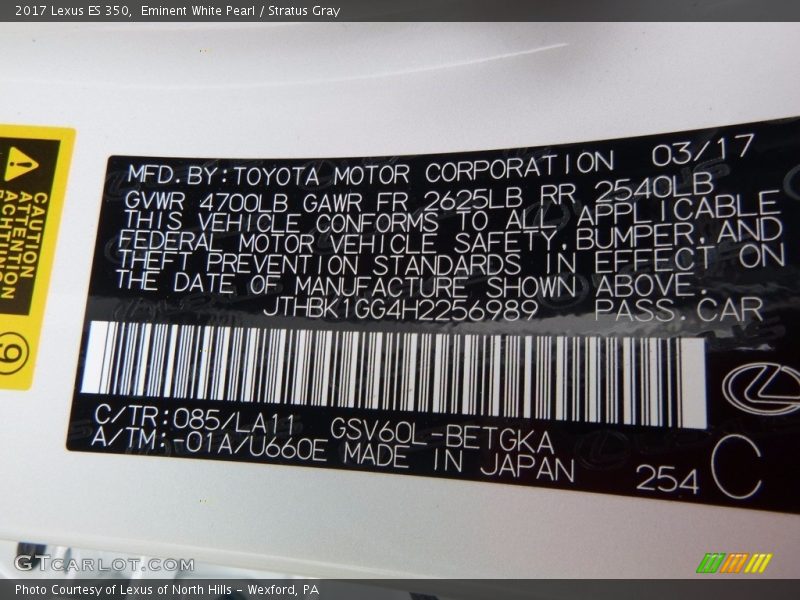 2017 Lexus ES 350,  Eminent White Pearl / Stratus Gray
CAUTION
ATTENTION
ACHTUNG
MFD.BY:TOYOTA MOTOR CORPORATION 03/17
GVWR 4700LB GAWR FR 2625LB RR 2540LB
THIS VEHICLE CONFORMS TO ALL APPLICABLE
FEDERAL MOTOR VEHICLE SAFETY,BUMPER,AND
THEFT PREVENTION STANDARDS IN EFFECT ON
THE DATE OF MANUFACTURE SHOWN ABOVE.
JTHBK1GG4H2256989 PASS.CAR
C/TR:085/LA11 GSV60L-BETGKA
A/TM:-01A/U660E MADE IN JAPAN
254 C
GTCarLot.com
Photo Courtesy of Lexus of North Hills - Wexford, PA